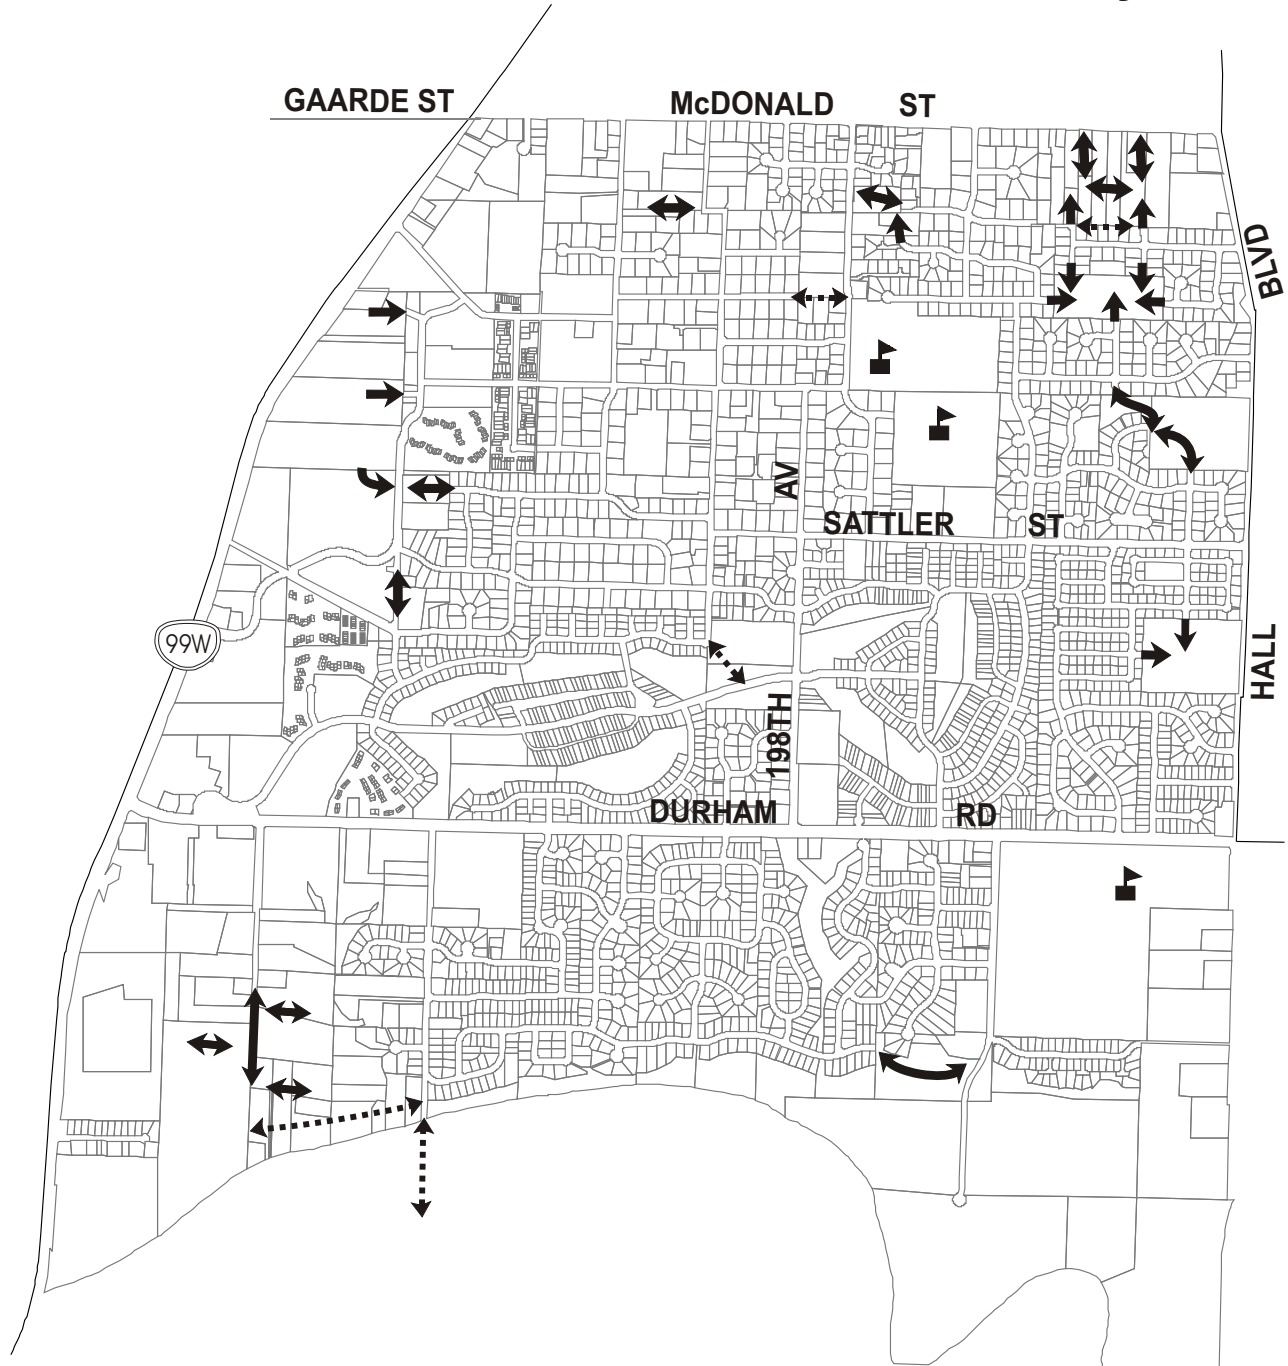 GAARDE ST
McDONALD ST
BLVD
AV
SATTLER ST
99W
HALL
198TH
DURHAM RD